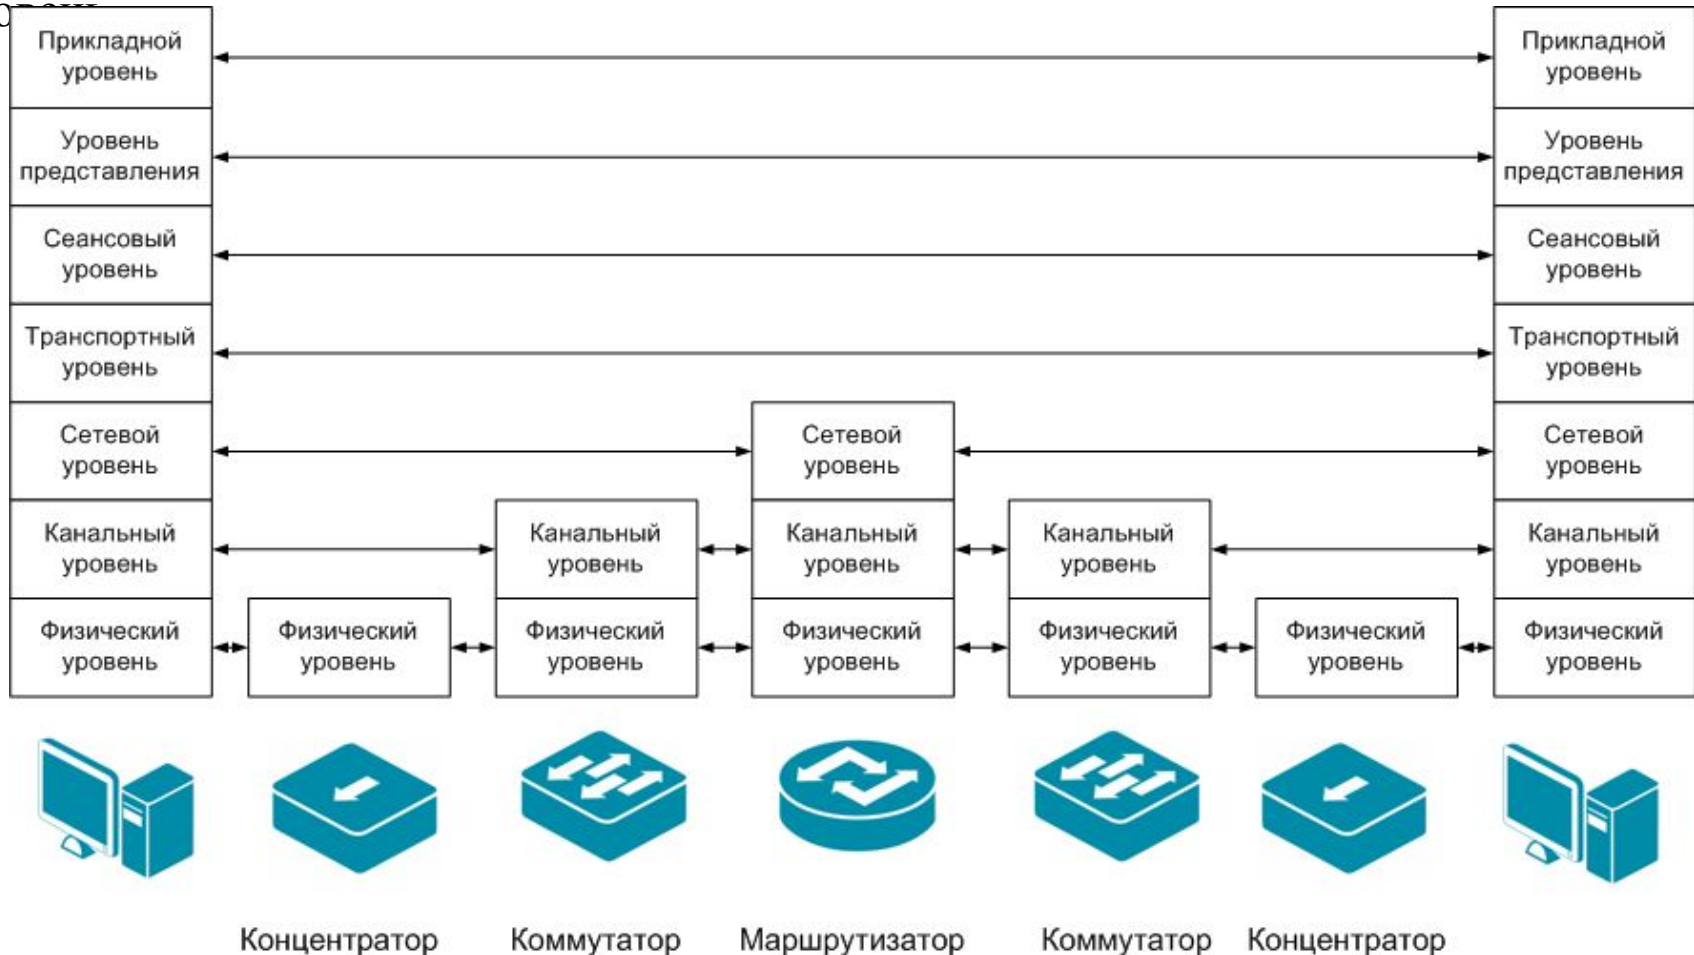 Прикладной
уровень
Прикладной
уровень
Уровень
представления
Уровень
представления
Сеансовый
уровень
Сеансовый
уровень
Транспортный
уровень
Транспортный
уровень
Сетевой
уровень
Сетевой
уровень
Сетевой
уровень
Канальный
уровень
Канальный
уровень
Канальный
уровень
Канальный
уровень
Канальный
уровень
Физический
уровень
Физический
уровень
Физический
уровень
Физический
уровень
Физический
уровень
Физический
уровень
Физический
уровень
Концентратор
Коммутатор
Маршрутизатор
Коммутатор
Концентратор